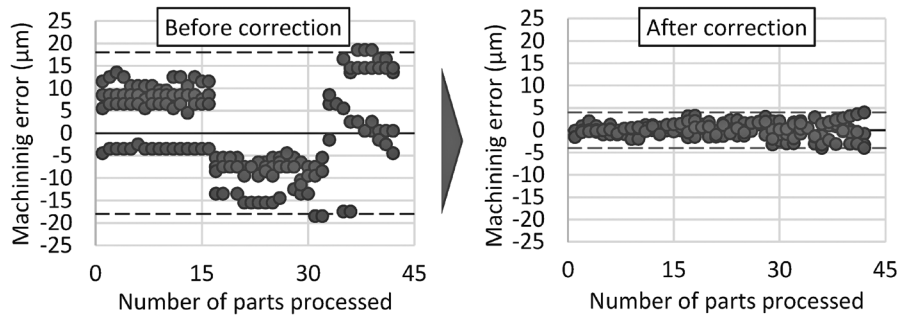 Before correction
Machininig error (μm)
25
20
15
10
5
0
-5
-10
-15
-20
-25
0 15 30 45
Number of parts processed
After correction
Machininig error (μm)
25
20
15
10
5
0
-5
-10
-15
-20
-25
0 15 30 45
Number of parts processed